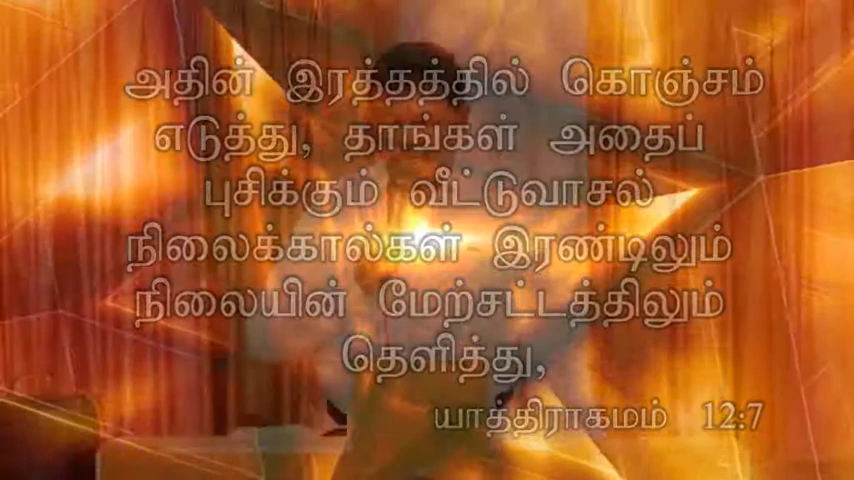 அதின் இரத்தத்தில் கொஞ்சம்
எடுத்து, தாங்கள் அதைப்
புசிக்கும் வீட்டுவாசல்
நிலைக்கால்கள் இரண்டிலும்
நிலையின் மேற்சட்டத்திலும்
தெளித்து,
யாத்திராகமம் 12:7